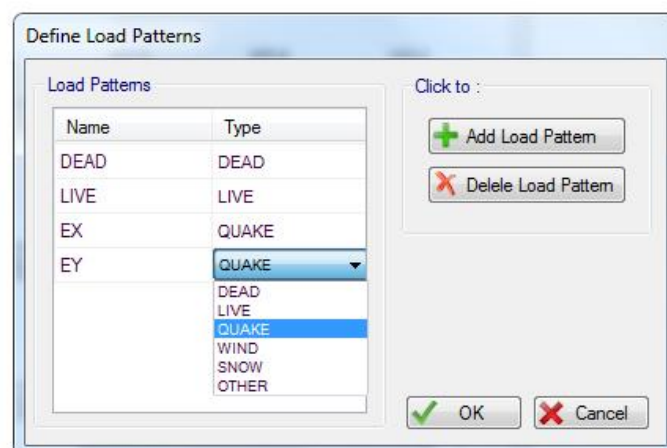 Define Load Patterns
Load Patterns
Click to :
Name Type
DEAD DEAD
LIVE LIVE
EX QUAKE
EY QUAKE
DEAD
LIVE
QUAKE
WIND
SNOW
OTHER
Add Load Pattern
Delele Load Pattern
OK Cancel